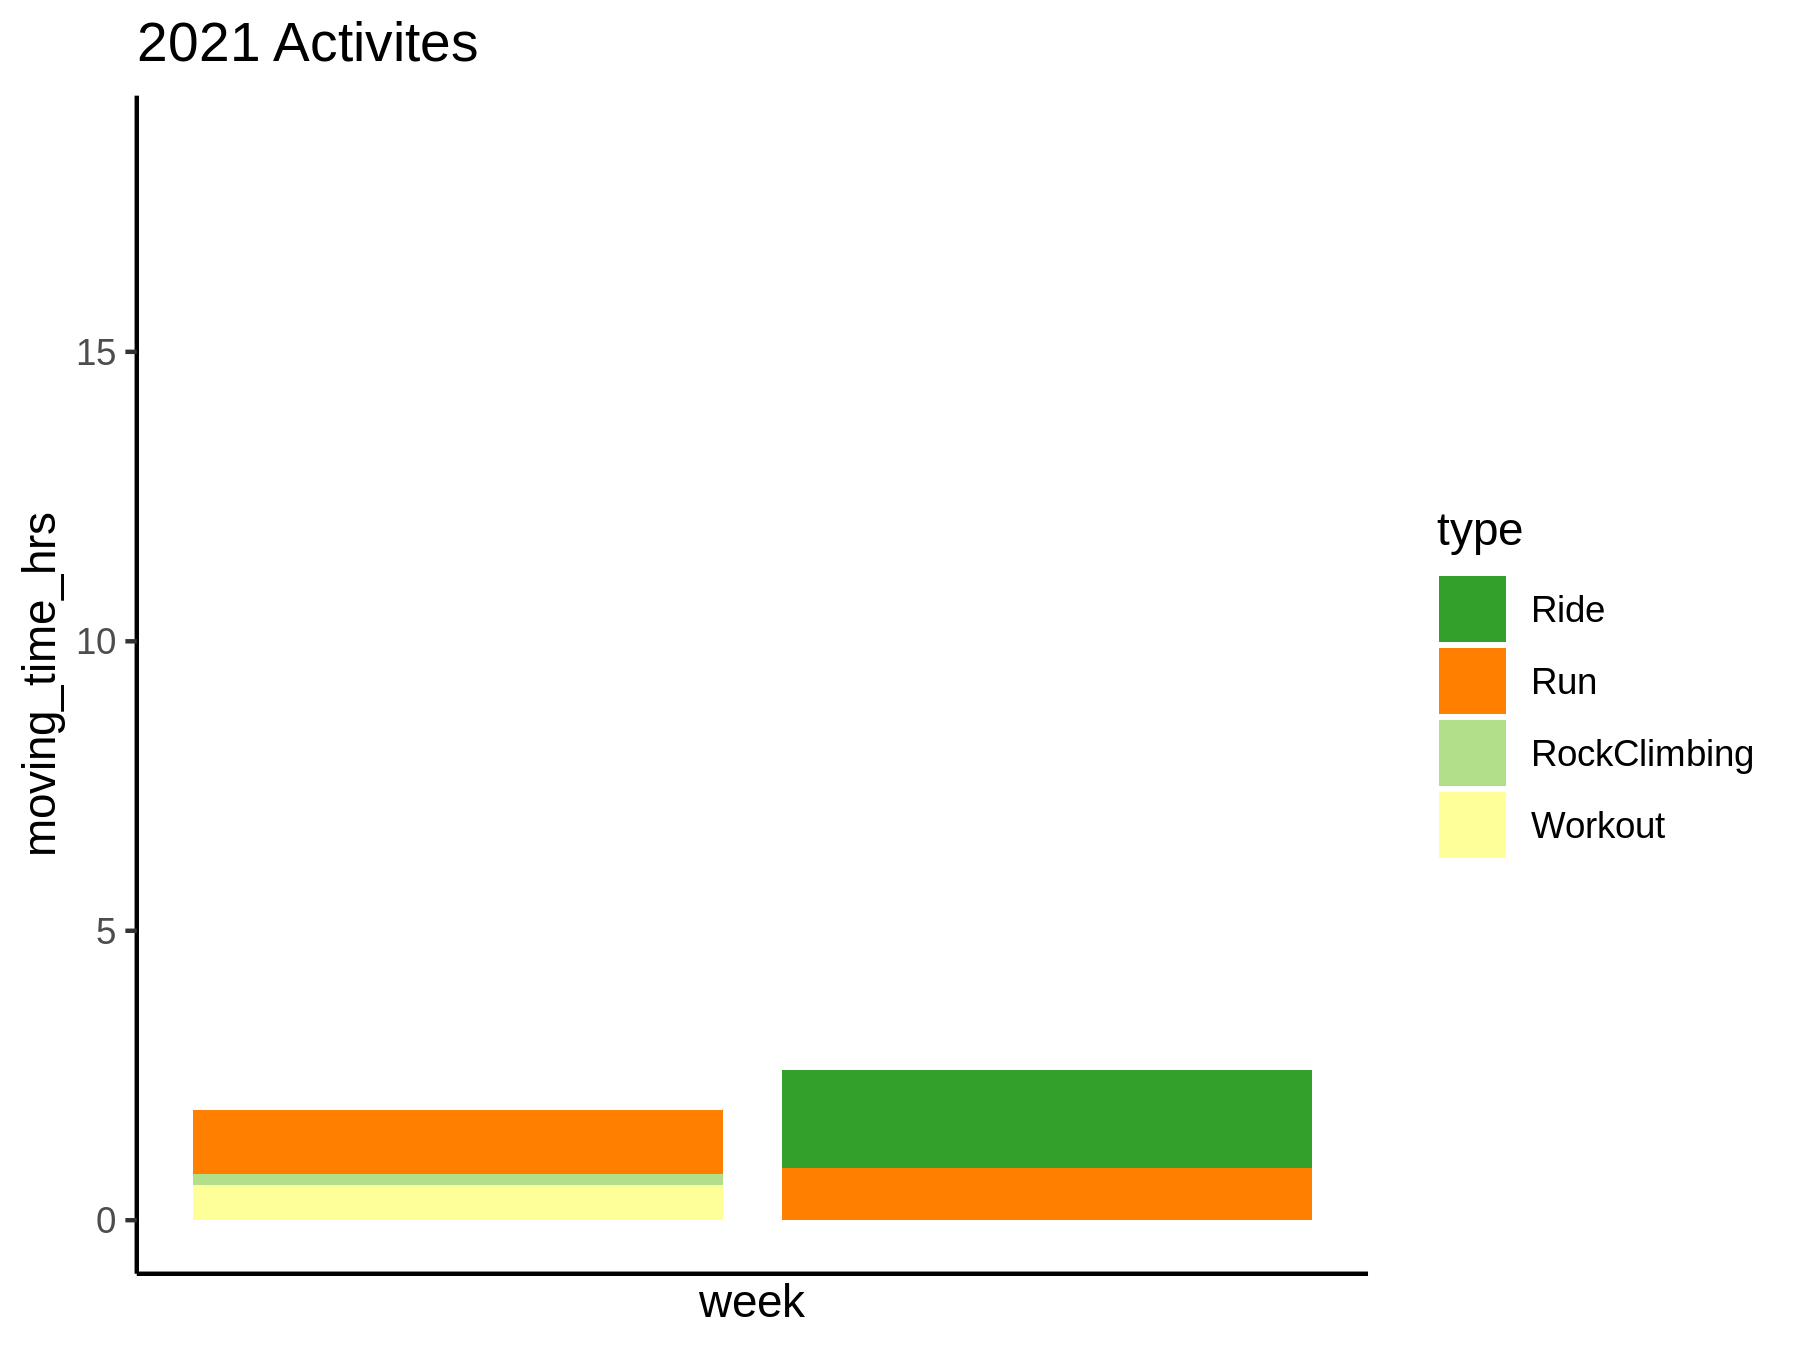 2021 Activites
15
10
5
0
moving_time_hrs
week
type
Ride
Run
RockClimbing
Workout